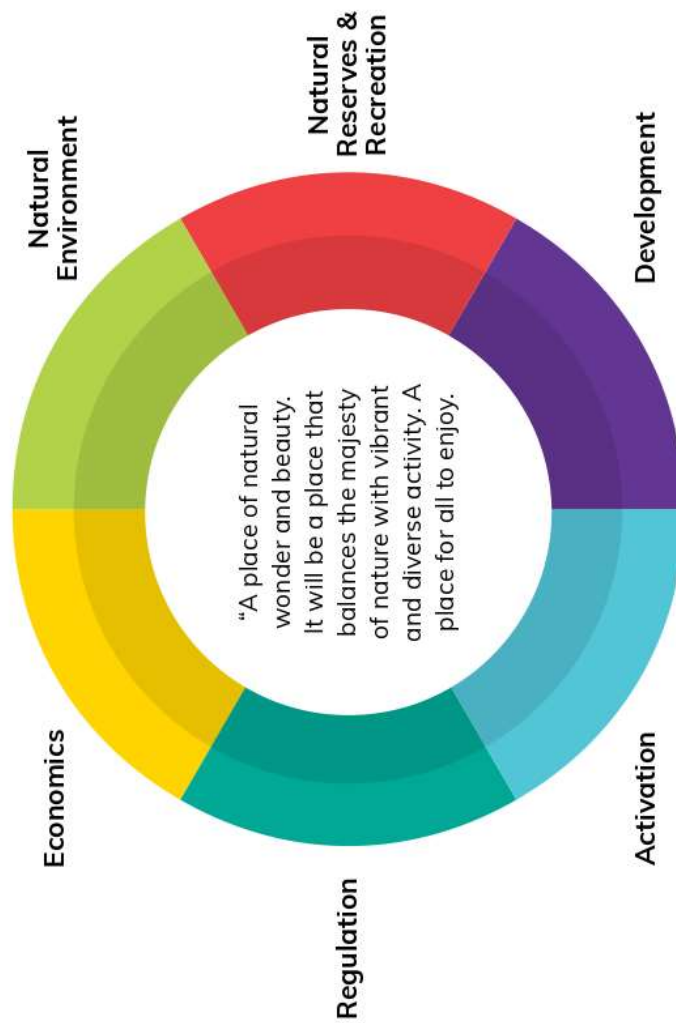 Natural
Environment
Natural
Reserves &
Recreation
Development
Activation
Regulation
Economics
“A place of natural
wonder and beauty.
It will be a place that
balances the majesty
of nature with vibrant
and diverse activity. A
place for all to enjoy.